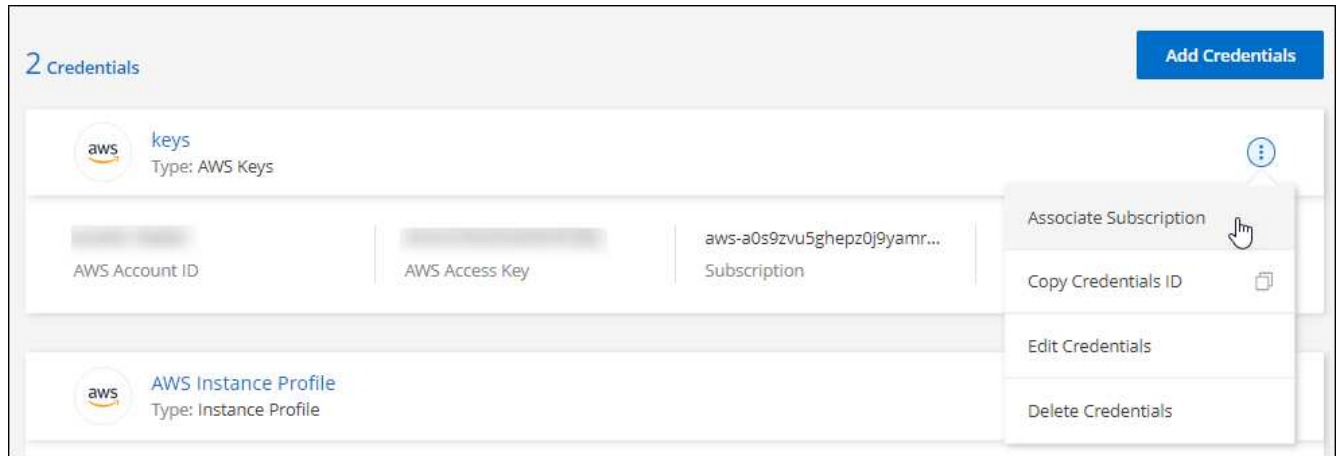 2 Credentials
Add Credentials
aws
keys
Type: AWS Keys
Associate Subscription
aws-a0s9zvu5ghepz0j9yamr...
AWS Account ID
AWS Access Key
Subscription
Copy Credentials ID
Edit Credentials
aws
AWS Instance Profile
Type: Instance Profile
Delete Credentials